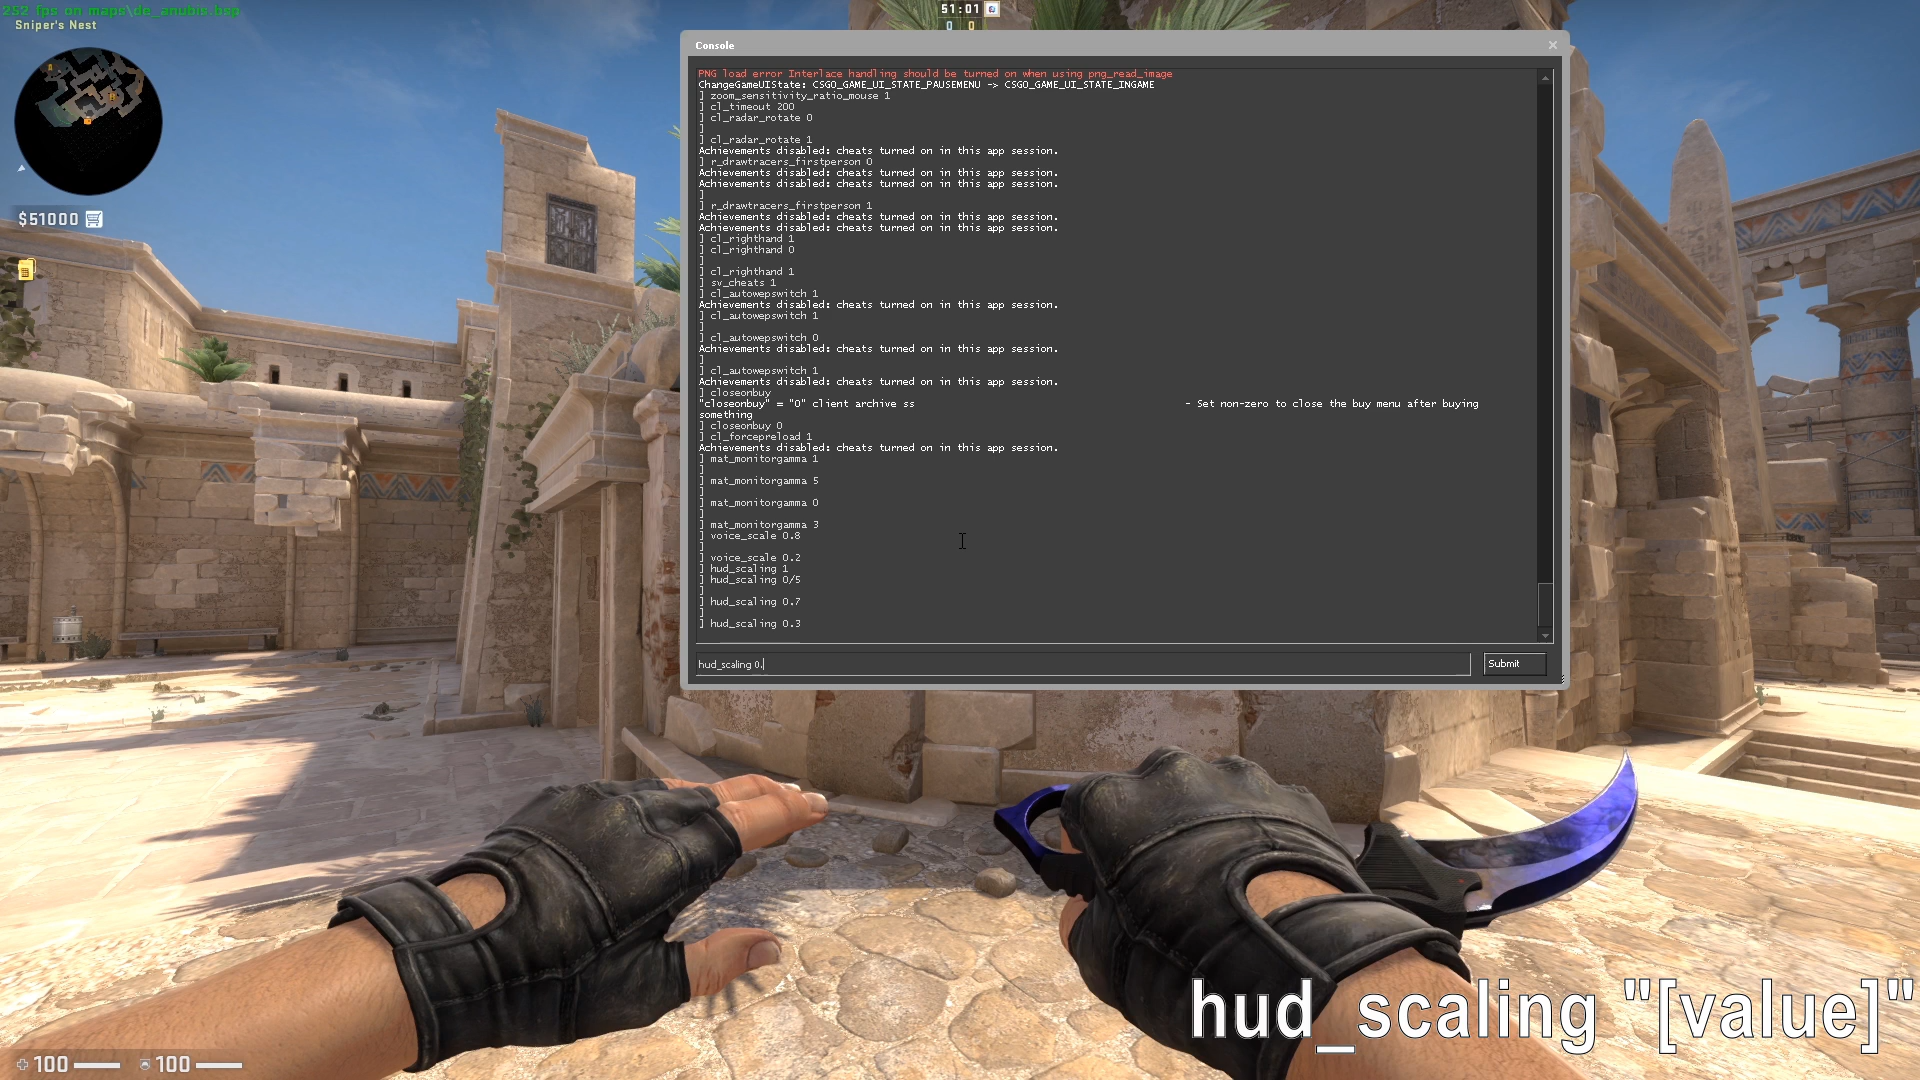 252 fps on maps\de_anubis.bsp
Sniper's Nest
51:01
0 0
$51000
Console
PNG load error Interlace handling should be turned on when using png_read_image
ChangeGameUIState: CSGO_GAME_UI_STATE_PAUSEMENU -> CSGO_GAME_UI_STATE_INGAME
] zoom_sensitivity_ratio_mouse 1
] cl_timeout 200
] cl_radar_rotate 0
]
] cl_radar_rotate 1
Achievements disabled: cheats turned on in this app session.
] r_drawtracers_firstperson 0
Achievements disabled: cheats turned on in this app session.
Achievements disabled: cheats turned on in this app session.
]
] r_drawtracers_firstperson 1
Achievements disabled: cheats turned on in this app session.
Achievements disabled: cheats turned on in this app session.
] cl_righthand 1
] cl_righthand 0
]
] cl_righthand 1
] sv_cheats 1
] cl_autowepswitch 1
Achievements disabled: cheats turned on in this app session.
] cl_autowepswitch 1
]
] cl_autowepswitch 0
Achievements disabled: cheats turned on in this app session.
]
] cl_autowepswitch 1
Achievements disabled: cheats turned on in this app session.
] closeonbuy
"closeonbuy" = "0" client archive ss - Set non-zero to close the buy menu after buying
something
] closeonbuy 0
] cl_forcepreload 1
Achievements disabled: cheats turned on in this app session.
] mat_monitorgamma 1
]
] mat_monitorgamma 5
]
] mat_monitorgamma 0
]
] mat_monitorgamma 3
] voice_scale 0.8
]
] voice_scale 0.2
] hud_scaling 1
] hud_scaling 0/5
]
] hud_scaling 0.7
]
] hud_scaling 0.3
hud_scaling 0.
Submit
hud_scaling "[value]"
100 100